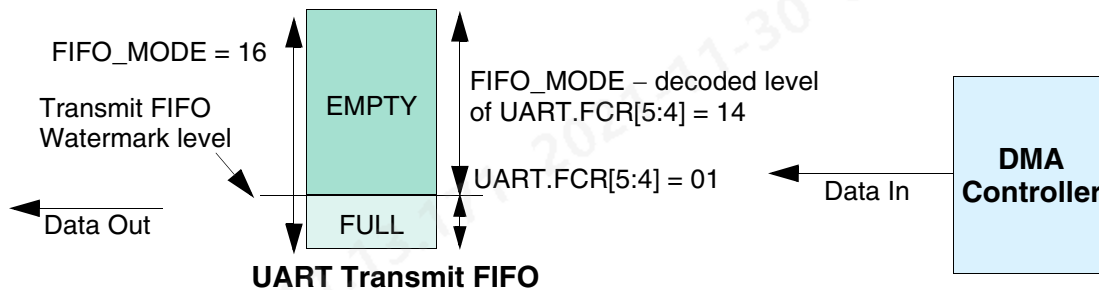 FIFO_MODE = 16
Transmit FIFO
Watermark level
EMPTY
FULL
FIFO_MODE – decoded level
of UART.FCR[5:4] = 14
UART.FCR[5:4] = 01
Data Out
Data In
DMA
Controller
UART Transmit FIFO